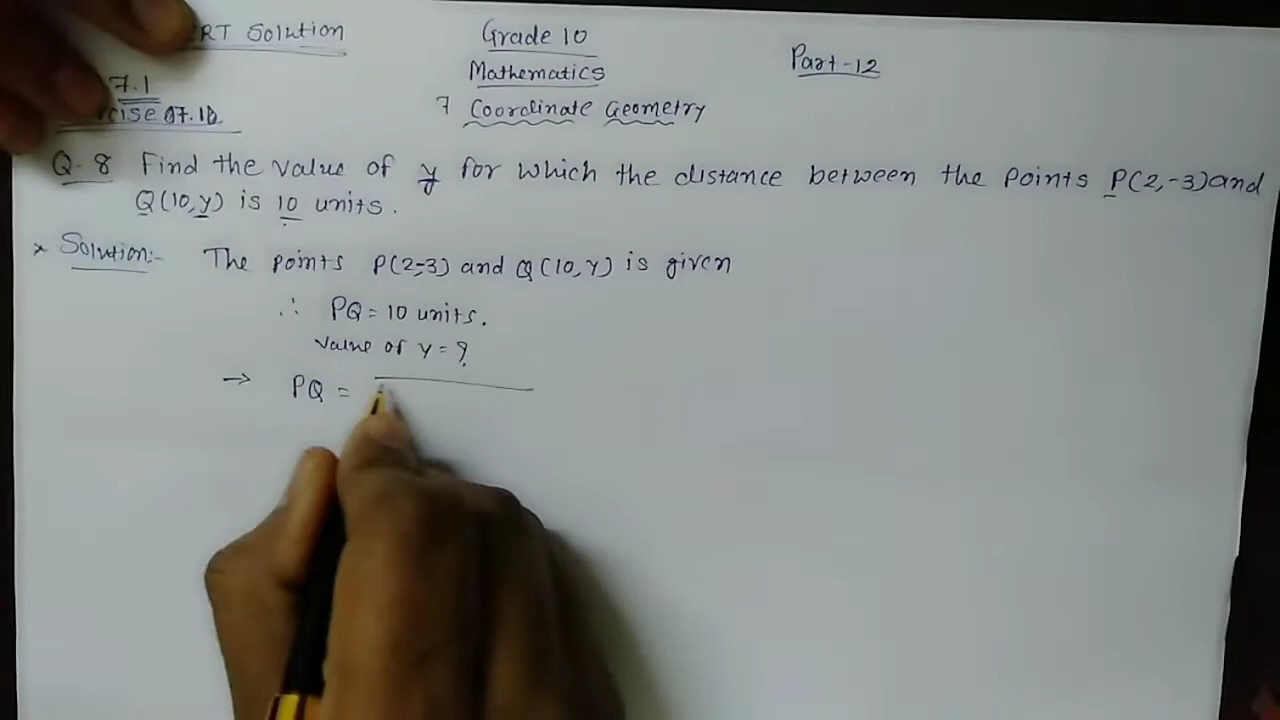 RT Solution
Grade 10
Mathematics
Part-12
7.1
7 Coordinate Geometry
Q-8 Find the value of y for which the distance between the points P(2,-3) and
Q(10,y) is 10 units.
* Solution:- The points P(2,-3) and Q(10,Y) is given
∴ PQ = 10 units.
Value of y = ?
→ PQ =